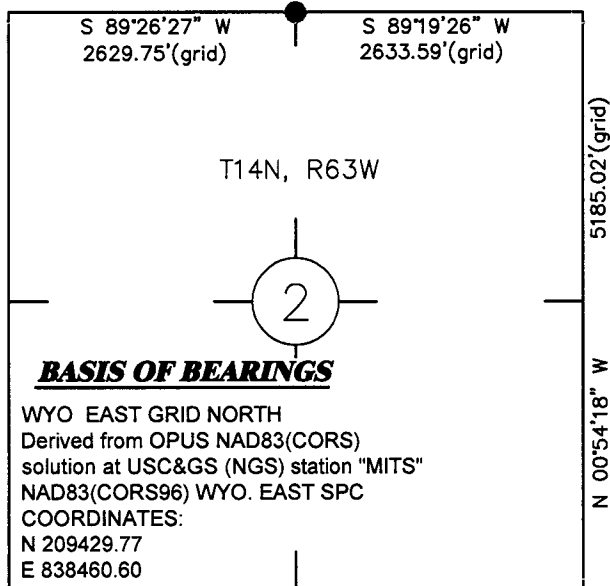 S 89°26'27" W
2629.75'(grid)
S 89°19'26" W
2633.59'(grid)
5185.02'(grid)
N 00°54'18" W
T14N, R63W
2
BASIS OF BEARINGS
WYO EAST GRID NORTH
Derived from OPUS NAD83(CORS)
solution at USC&GS (NGS) station "MITS"
NAD83(CORS96) WYO. EAST SPC
COORDINATES:
N 209429.77
E 838460.60